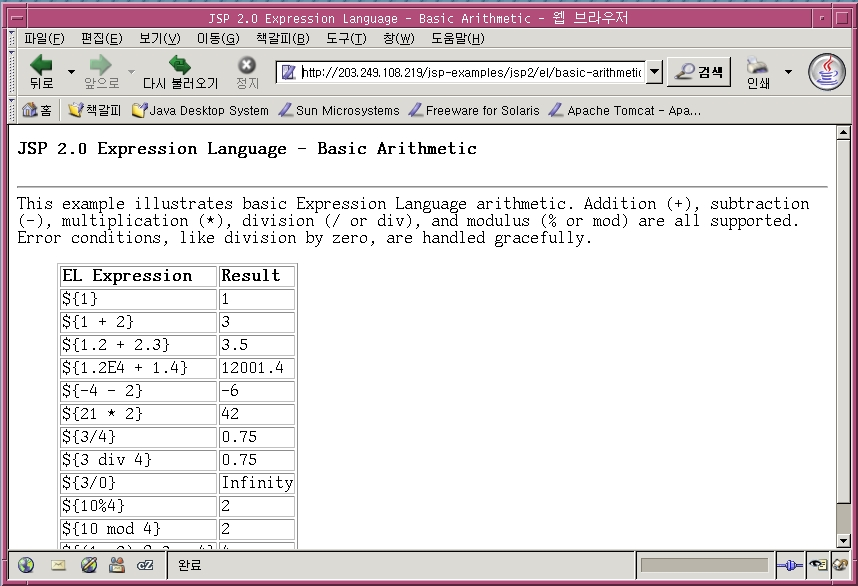 JSP 2.0 Expression Language - Basic Arithmetic - 웹 브라우저
파일(F) 편집(E) 보기(V) 이동(G) 책갈피(B) 도구(T) 창(W) 도움말(H)
뒤로 앞으로 다시 불러오기 정지 http://203.249.108.219/jsp-examples/jsp2/el/basic-arithmetic 검색 인쇄
홈 책갈피 Java Desktop System Sun Microsystems Freeware for Solaris Apache Tomcat - Apa...
JSP 2.0 Expression Language - Basic Arithmetic
This example illustrates basic Expression Language arithmetic. Addition (+), subtraction
(-), multiplication (*), division (/ or div), and modulus (% or mod) are all supported.
Error conditions, like division by zero, are handled gracefully.
EL Expression Result
${1} 1
${1 + 2} 3
${1.2 + 2.3} 3.5
${1.2E4 + 1.4} 12001.4
${-4 - 2} -6
${21 * 2} 42
${3/4} 0.75
${3 div 4} 0.75
${3/0} Infinity
${10%4} 2
${10 mod 4} 2
완료